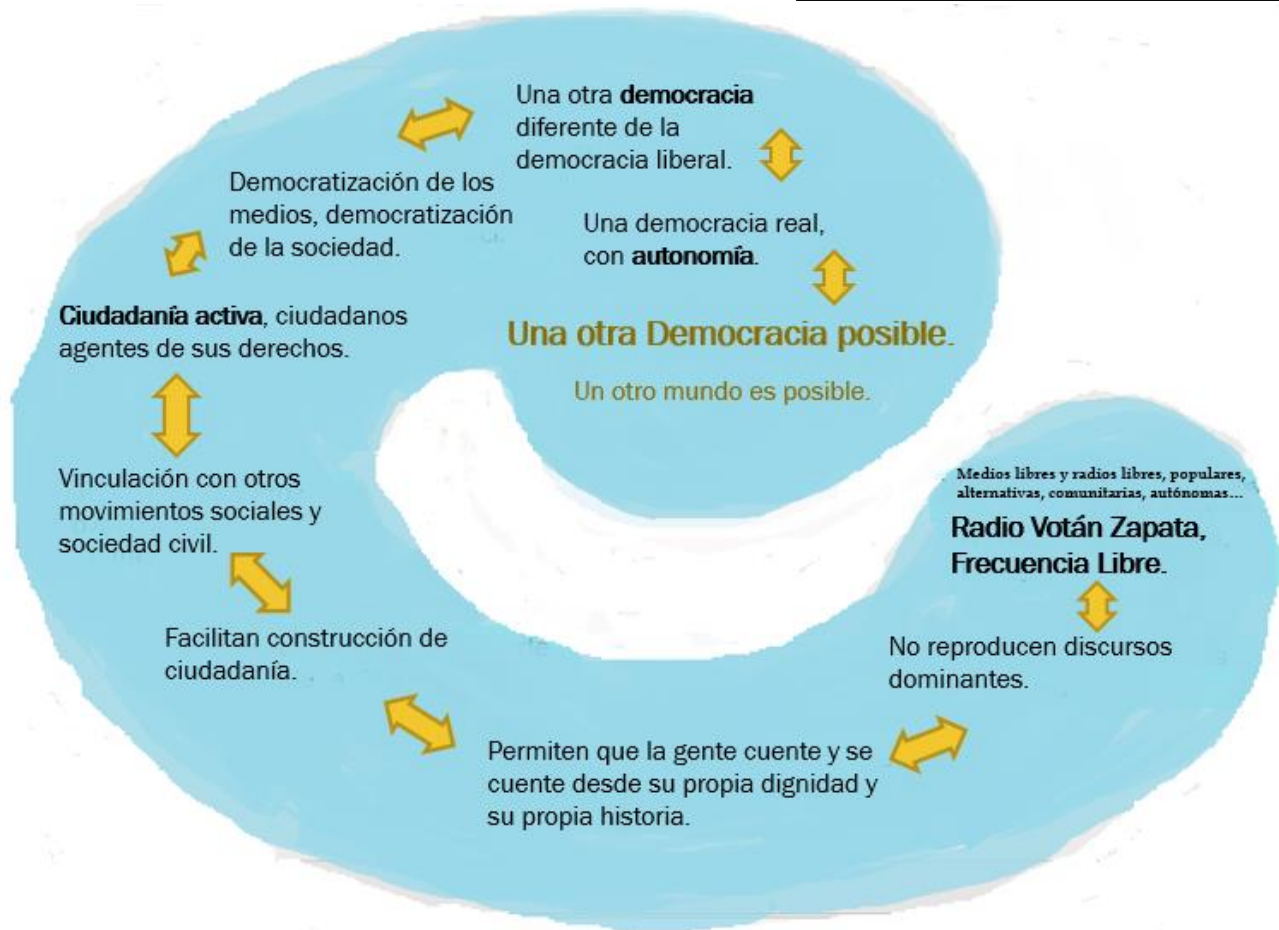 Una otra democracia
diferente de la
democracia liberal.
Una democracia real,
con autonomía.
Una otra Democracia posible.
Un otro mundo es posible.
Democratización de los
medios, democratización
de la sociedad.
Ciudadanía activa, ciudadanos
agentes de sus derechos.
Vinculación con otros
movimientos sociales y
sociedad civil.
Facilitan construcción de
ciudadanía.
Permiten que la gente cuente y se
cuente desde su propia dignidad y
su propia historia.
No reproducen discursos
dominantes.
Medios libres y radios libres, populares,
alternativas, comunitarias, autónomas...
Radio Votán Zapata,
Frecuencia Libre.